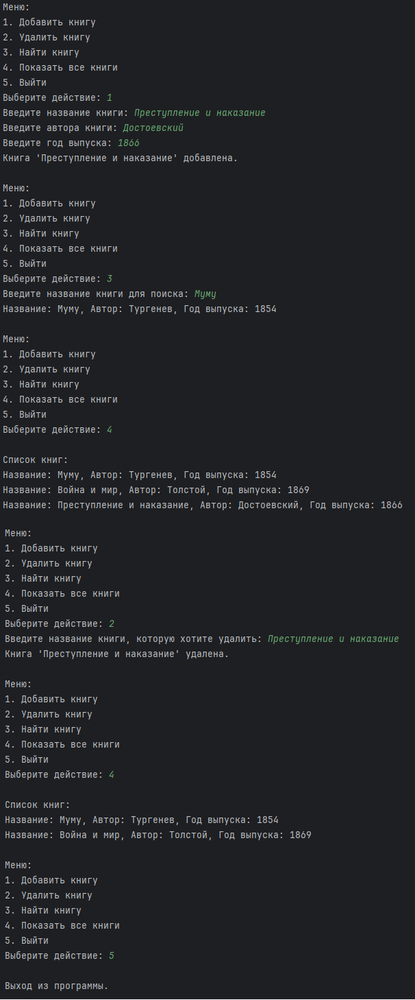 Меню:
1. Добавить книгу
2. Удалить книгу
3. Найти книгу
4. Показать все книги
5. Выйти
Выберите действие: 1
Введите название книги: Преступление и наказание
Введите автора книги: Достоевский
Введите год выпуска: 1866
Книга 'Преступление и наказание' добавлена.
Меню:
1. Добавить книгу
2. Удалить книгу
3. Найти книгу
4. Показать все книги
5. Выйти
Выберите действие: 3
Введите название книги для поиска: Муму
Название: Муму, Автор: Тургенев, Год выпуска: 1854
Меню:
1. Добавить книгу
2. Удалить книгу
3. Найти книгу
4. Показать все книги
5. Выйти
Выберите действие: 4
Список книг:
Название: Муму, Автор: Тургенев, Год выпуска: 1854
Название: Война и мир, Автор: Толстой, Год выпуска: 1869
Название: Преступление и наказание, Автор: Достоевский, Год выпуска: 1866
Меню:
1. Добавить книгу
2. Удалить книгу
3. Найти книгу
4. Показать все книги
5. Выйти
Выберите действие: 2
Введите название книги, которую хотите удалить: Преступление и наказание
Книга 'Преступление и наказание' удалена.
Меню:
1. Добавить книгу
2. Удалить книгу
3. Найти книгу
4. Показать все книги
5. Выйти
Выберите действие: 4
Список книг:
Название: Муму, Автор: Тургенев, Год выпуска: 1854
Название: Война и мир, Автор: Толстой, Год выпуска: 1869
Меню:
1. Добавить книгу
2. Удалить книгу
3. Найти книгу
4. Показать все книги
5. Выйти
Выберите действие: 5
Выход из программы.